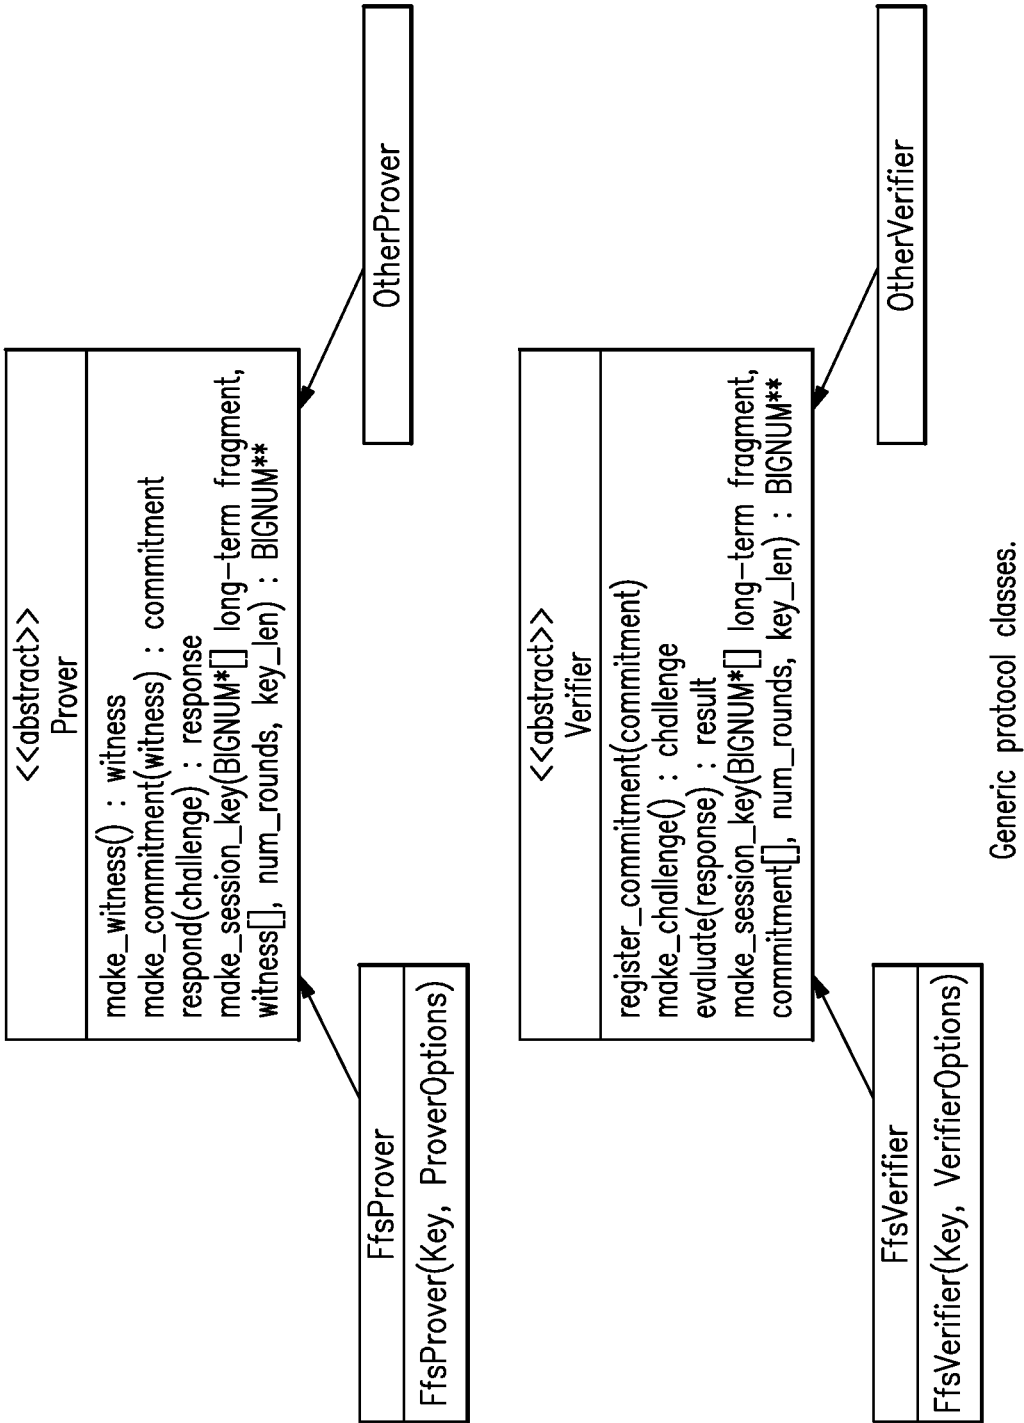 <<abstract>>
Prover
make_witness() : witness
make_commitment(witness) : commitment
respond(challenge) : response
make_session_key(BIGNUM*[] long-term fragment,
witness[], num_rounds, key_len) : BIGNUM**
FfsProver
FfsProver(Key, ProverOptions)
OtherProver
<<abstract>>
Verifier
register_commitment(commitment)
make_challenge() : challenge
evaluate(response) : result
make_session_key(BIGNUM*[] long-term fragment,
commitment[], num_rounds, key_len) : BIGNUM**
FfsVerifier
FfsVerifier(Key, VerifierOptions)
OtherVerifier
Generic protocol classes.